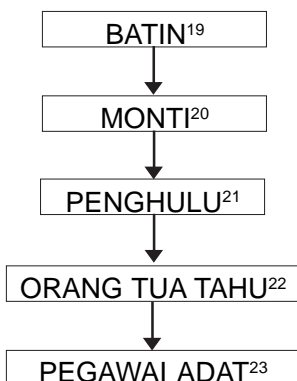 BATIN¹⁹
MONTI²⁰
PENGHULU²¹
ORANG TUA TAHU²²
PEGAWAI ADAT²³